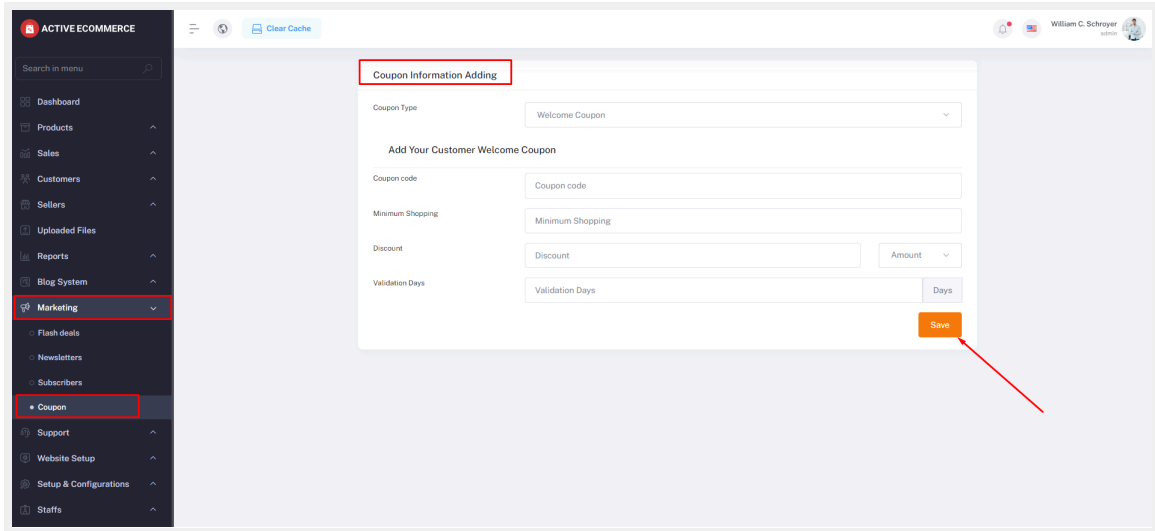 ACTIVE ECOMMERCE
Clear Cache
William C. Schroyer
admin
Search in menu
Dashboard
Products
Sales
Customers
Sellers
Uploaded Files
Reports
Blog System
Marketing
Flash deals
Newsletters
Subscribers
Coupon
Support
Website Setup
Setup & Configurations
Staffs
Coupon Information Adding
Coupon Type
Welcome Coupon
Add Your Customer Welcome Coupon
Coupon code
Coupon code
Minimum Shopping
Minimum Shopping
Discount
Discount
Amount
Validation Days
Validation Days
Days
Save